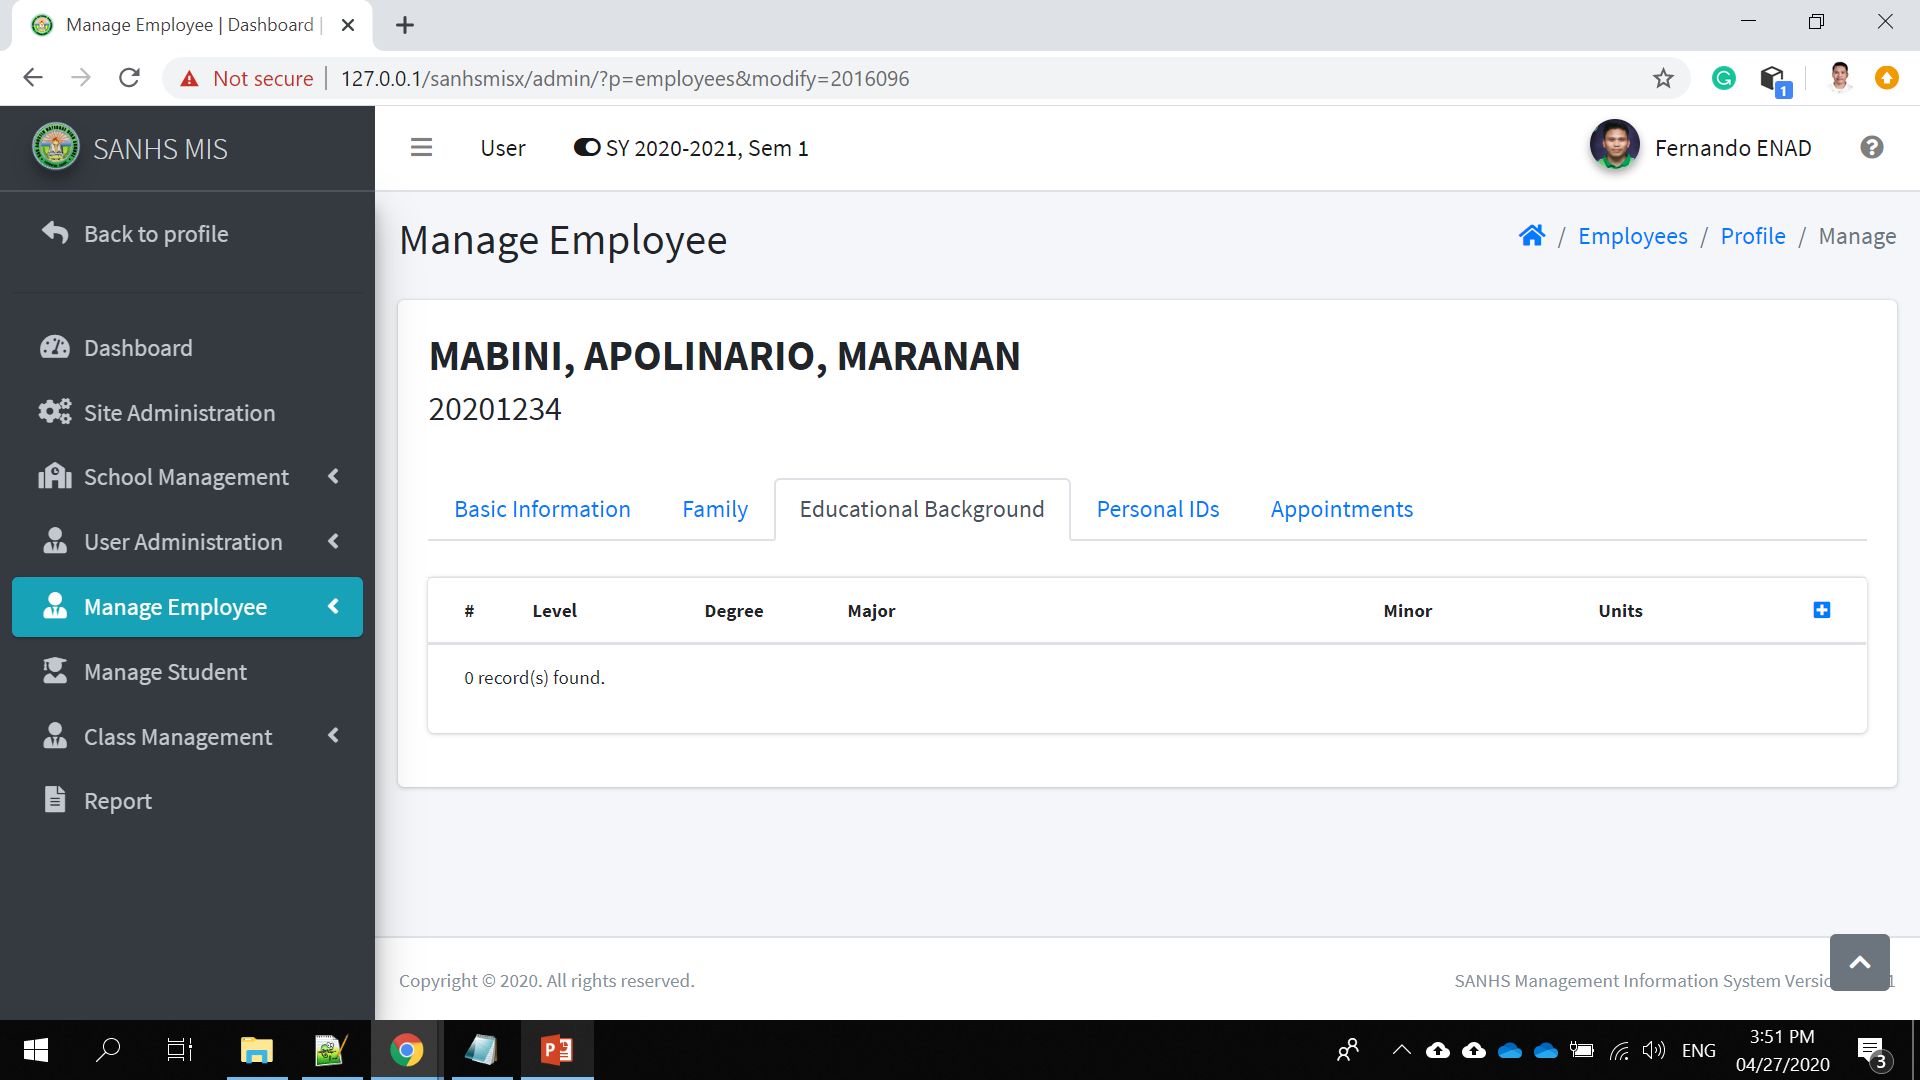 Manage Employee | Dashboard |
Not secure
127.0.0.1/sanhsmisx/admin/?p=employees&modify=2016096
1
SANHS MIS
User
SY 2020-2021, Sem 1
Fernando ENAD
Back to profile
Dashboard
Site Administration
School Management
User Administration
Manage Employee
Manage Student
Class Management
Report
Manage Employee
/ Employees / Profile / Manage
MABINI, APOLINARIO, MARANAN
20201234
Basic Information
Family
Educational Background
Personal IDs
Appointments
# Level Degree Major Minor Units
0 record(s) found.
Copyright © 2020. All rights reserved.
SANHS Management Information System
ENG
3:51 PM
04/27/2020
3